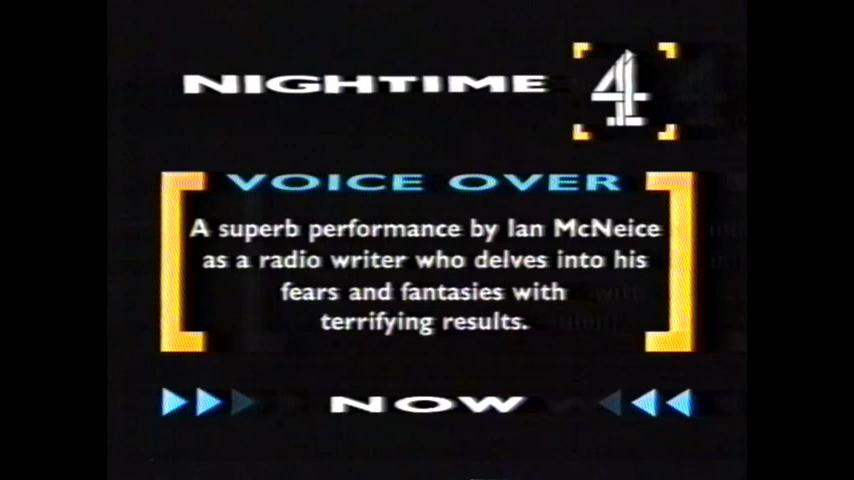 NIGHTIME 4
VOICE OVER
A superb performance by Ian McNeice
as a radio writer who delves into his
fears and fantasies with
terrifying results.
NOW